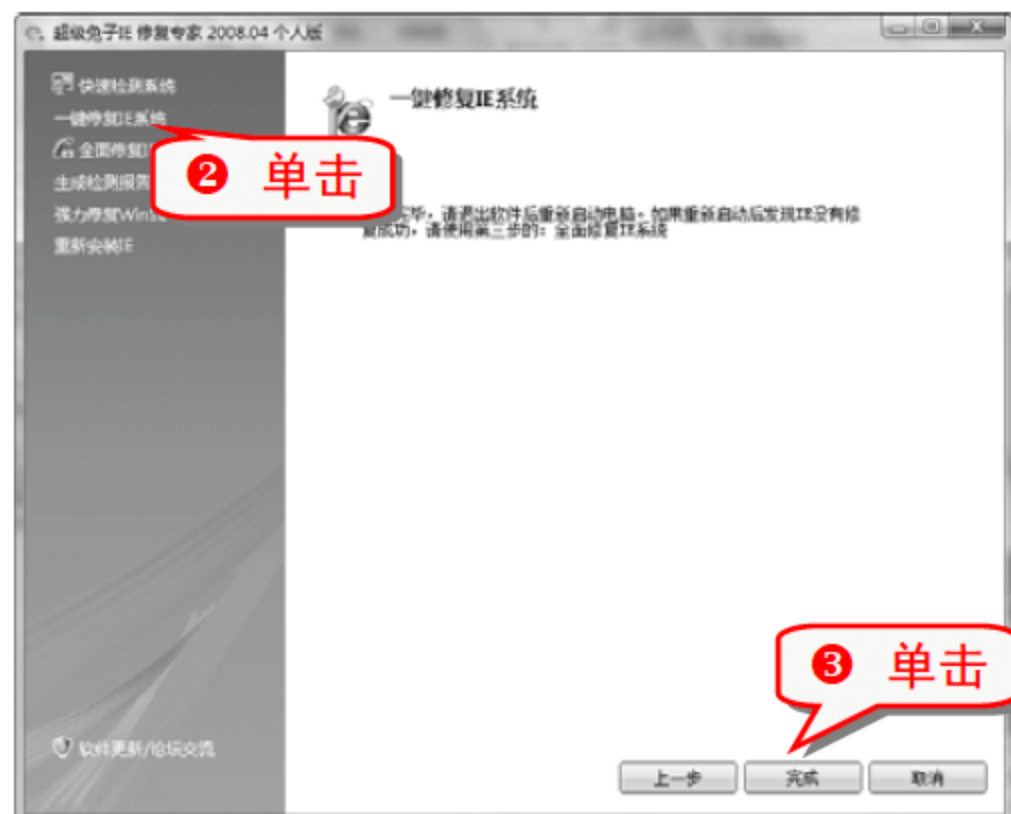 超级兔子IE 修复专家 2008.04 个人版
快速检测系统
一键修复IE系统
全面修复I
生成检测报告
强力修复Win
重新安装IE
一键修复IE系统
❷ 单击
完毕，请退出软件后重新启动电脑。如果重新启动后发现IE没有修
复成功，请使用第三步的：全面修复IE系统
❸ 单击
软件更新/论坛交流
上一步
完成
取消